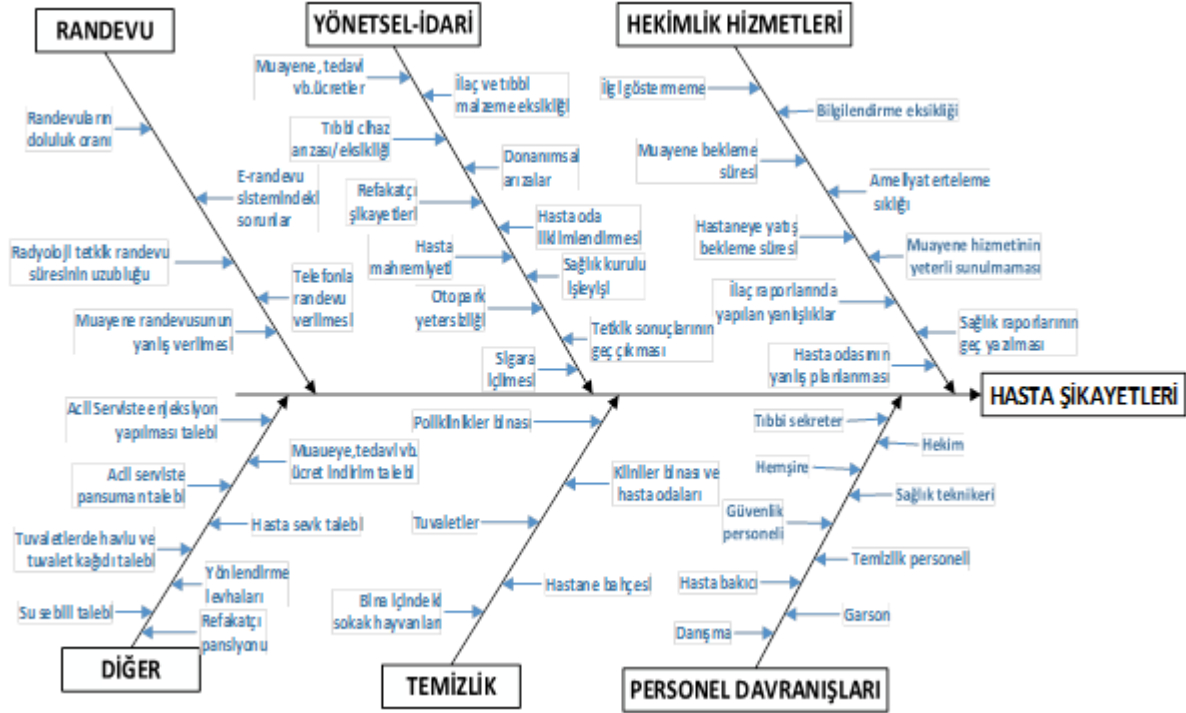 RANDEVU
Randevuların
doluluk oranı
E-randevu
sistemindeki
sorunlar
Radyoloji tetkik randevu
süresinin uzubluğu
Telefonla
randevu
verilmesi
Muayene randevusunun
yanlış verilmesi
YÖNETSEL-İDARİ
Muayene, tedavi
vb.ücretler
İlaç ve tıbbi
malzeme eksikliği
Tıbbi cihaz
arızası/eksikliği
Donanımsal
arızalar
Refakatçı
şikayetleri
Hasta oda
iliklimlendirmesi
Hasta
mahremiyeti
Sağlık kurulu
işleyişi
Otopark
yetersizliği
Tetkik sonuçlarının
geç çıkması
Sigara
içilmesi
HEKİMLİK HİZMETLERİ
İlgi göstermeme
Bilgilendirme eksikliği
Muayene bekleme
süresi
Ameliyat erteleme
sıklığı
Hastaneye yatış
bekleme süresi
Muayene hizmetinin
yeterli sunulmaması
İlaç raporlarında
yapılan yanlışlıklar
Sağlık raporlarının
geç yazılması
Hasta odasının
yanlış planlanması
HASTA ŞİKAYETLERİ
Acil Serviste enjeksiyon
yapılması talebi
Muaueye,tedavi vb.
ücret indirim talebi
Acil serviste
pansuman talebi
Hasta sevk talebi
Tuvaletlerde havlu ve
tuvalet kağıdı talebi
Yönlendirme
levhaları
Su sebili talebi
Refakatçı
pansiyonu
DİĞER
Poliklinikler binası
Kliniler binası ve
hasta odaları
Tuvaletler
Hastane bahçesi
Bina içindeki
sokak hayvanları
TEMİZLİK
Tıbbi sekreter
Hekim
Hemşire
Sağlık teknikeri
Güvenlik
personeli
Temizlik personeli
Hasta bakıcı
Garson
Danışma
PERSONEL DAVRANIŞLARI